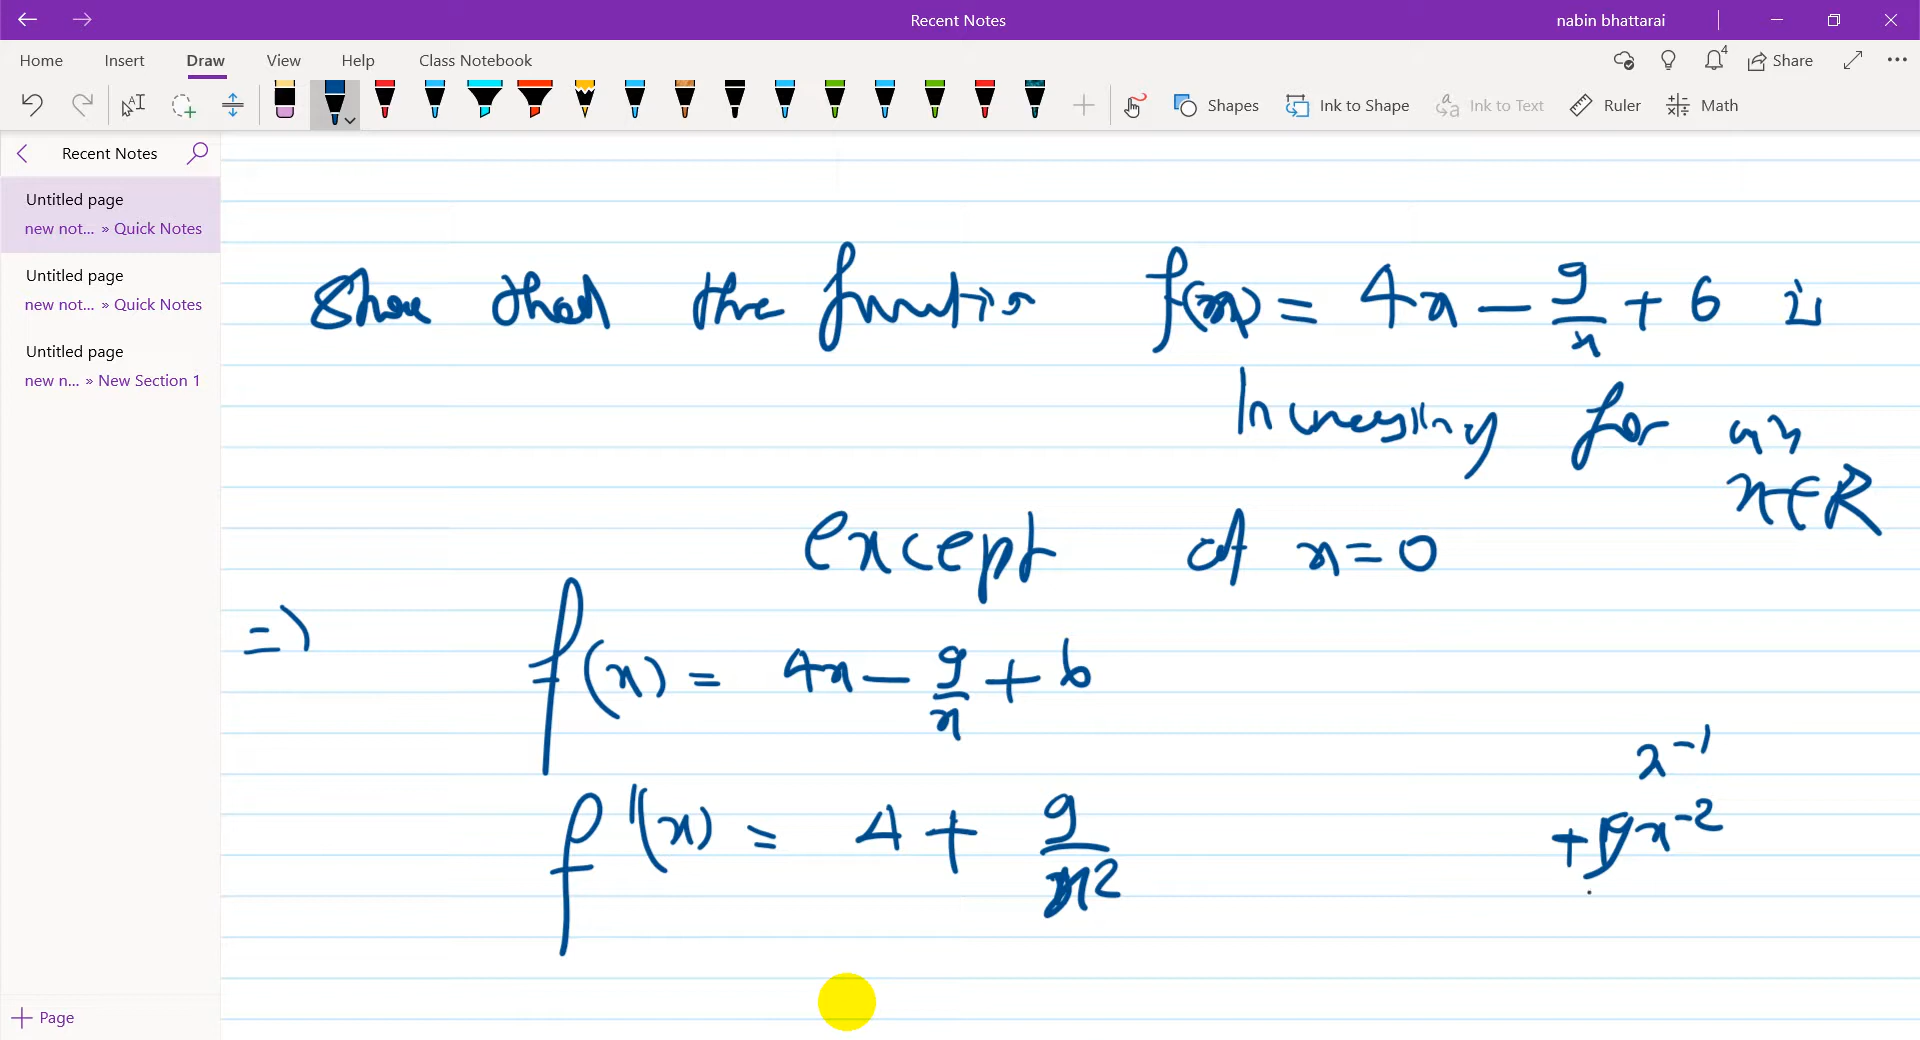 Recent Notes
nabin bhattarai
Home Insert Draw View Help Class Notebook
4
Share
Shapes Ink to Shape Ink to Text Ruler Math
Recent Notes
Untitled page
new not... » Quick Notes
Untitled page
new not... » Quick Notes
Untitled page
new n... » New Section 1
Page
Show that the function f(x) = 4x - 9/x + 6 is
Increasing for
x ∈ R
except at x = 0
=) f(x) = 4x - 9/x + 6
x^-1
f'(x) = 4 + 9/x^2
+ 9x^-2